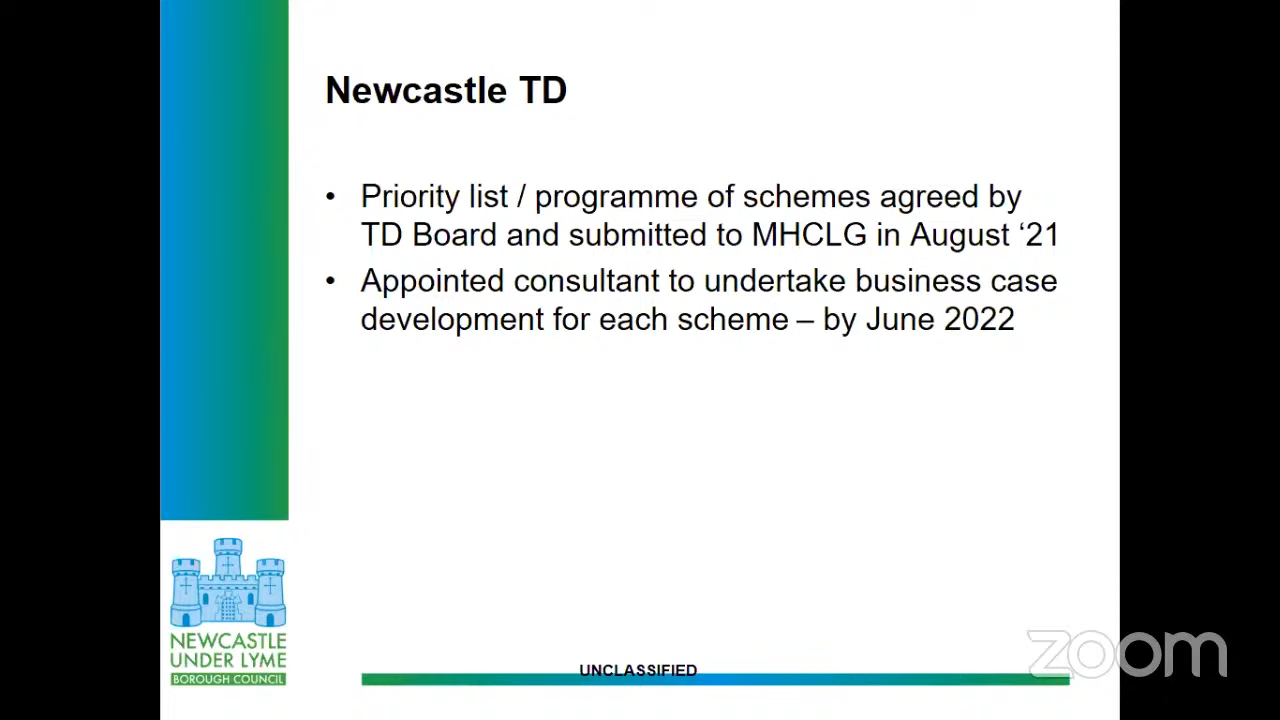 Newcastle TD
• Priority list / programme of schemes agreed by
TD Board and submitted to MHCLG in August ‘21
• Appointed consultant to undertake business case
development for each scheme – by June 2022
NEWCASTLE
UNDER LYME
BOROUGH COUNCIL
UNCLASSIFIED
zoom